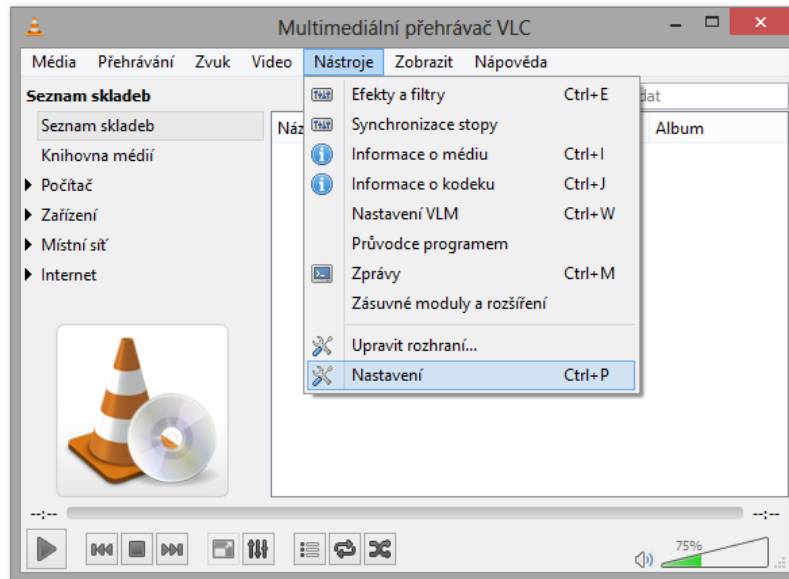 Multimediální přehrávač VLC
Média Přehrávání Zvuk Video Nástroje Zobrazit Nápověda
Seznam skladeb
Seznam skladeb
Knihovna médií
Počítač
Zařízení
Místní síť
Internet
Efekty a filtry Ctrl+E
Synchronizace stopy
Informace o médiu Ctrl+I
Informace o kodeku Ctrl+J
Nastavení VLM Ctrl+W
Průvodce programem
Zprávy Ctrl+M
Zásuvné moduly a rozšíření
Upravit rozhraní...
Nastavení Ctrl+P
Album
--:-- --:--
75%